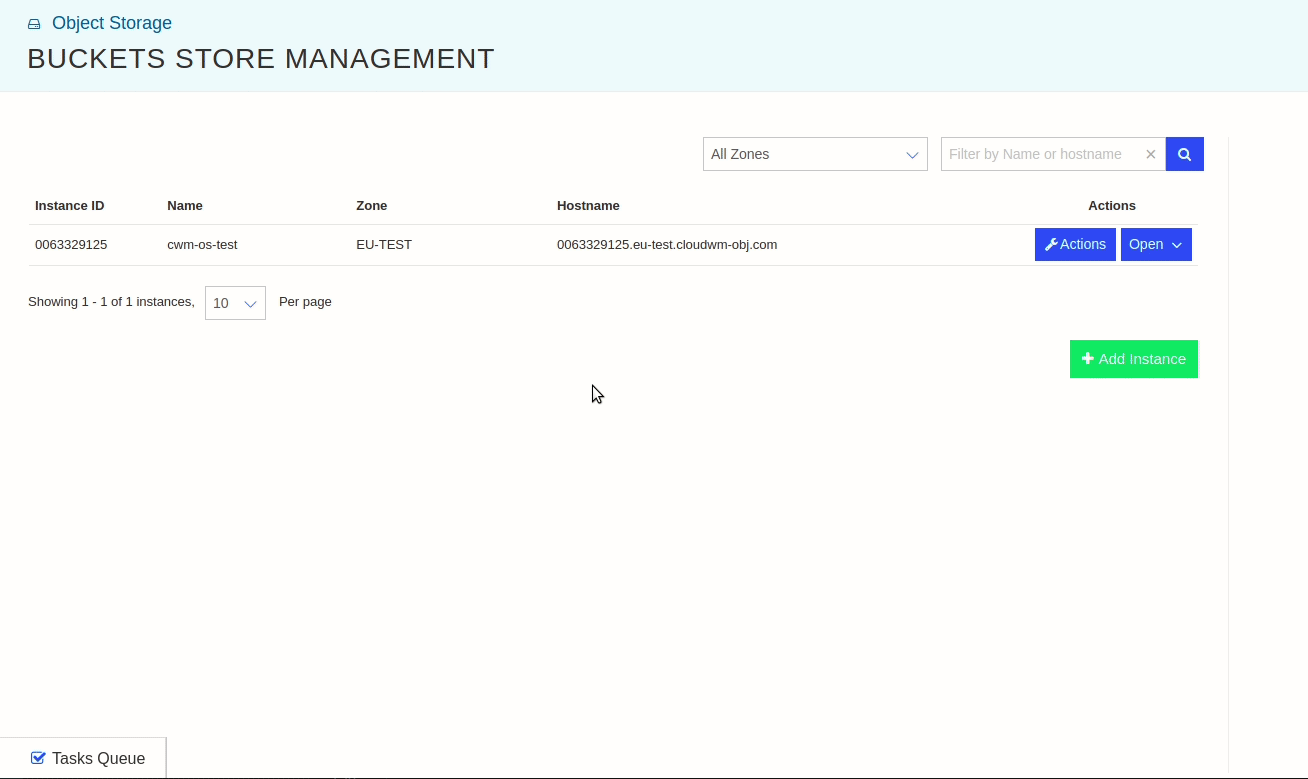 Object Storage
BUCKETS STORE MANAGEMENT
All Zones
Filter by Name or hostname
Instance ID Name Zone Hostname Actions
0063329125 cwm-os-test EU-TEST 0063329125.eu-test.cloudwm-obj.com Actions Open
Showing 1 - 1 of 1 instances, 10 Per page
Add Instance
Tasks Queue